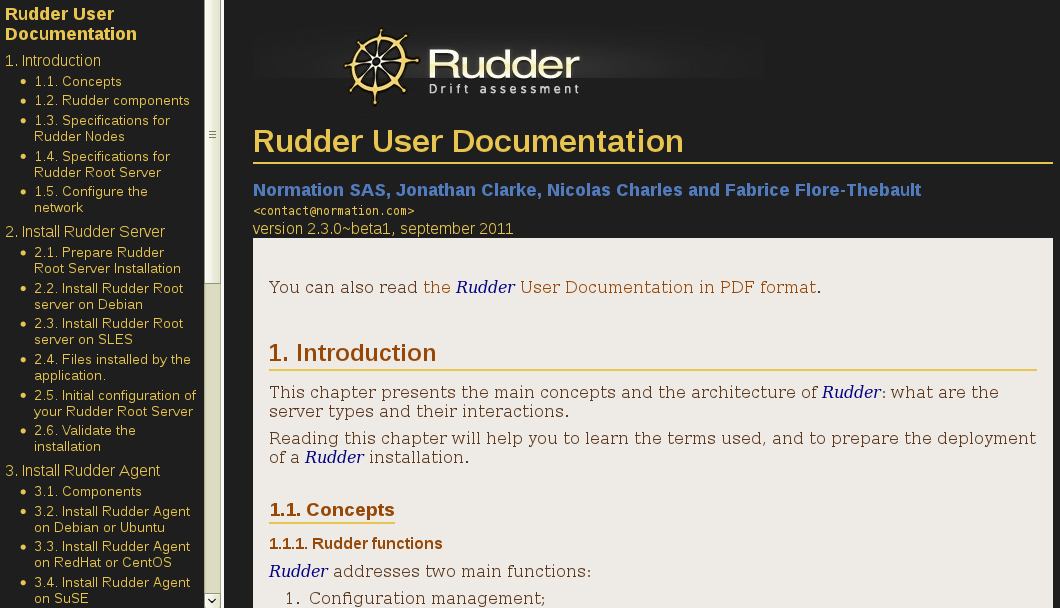 Rudder User
Documentation
1. Introduction
• 1.1. Concepts
• 1.2. Rudder components
• 1.3. Specifications for
Rudder Nodes
• 1.4. Specifications for
Rudder Root Server
• 1.5. Configure the
network
2. Install Rudder Server
• 2.1. Prepare Rudder
Root Server Installation
• 2.2. Install Rudder Root
server on Debian
• 2.3. Install Rudder Root
server on SLES
• 2.4. Files installed by the
application.
• 2.5. Initial configuration of
your Rudder Root Server
• 2.6. Validate the
installation
3. Install Rudder Agent
• 3.1. Components
• 3.2. Install Rudder Agent
on Debian or Ubuntu
• 3.3. Install Rudder Agent
on RedHat or CentOS
• 3.4. Install Rudder Agent
on SuSE
Rudder
Drift assessment
Rudder User Documentation
Normation SAS, Jonathan Clarke, Nicolas Charles and Fabrice Flore-Thebault
<contact@normation.com>
version 2.3.0~beta1, september 2011
You can also read the Rudder User Documentation in PDF format.
1. Introduction
This chapter presents the main concepts and the architecture of Rudder: what are the
server types and their interactions.
Reading this chapter will help you to learn the terms used, and to prepare the deployment
of a Rudder installation.
1.1. Concepts
1.1.1. Rudder functions
Rudder addresses two main functions:
1. Configuration management;